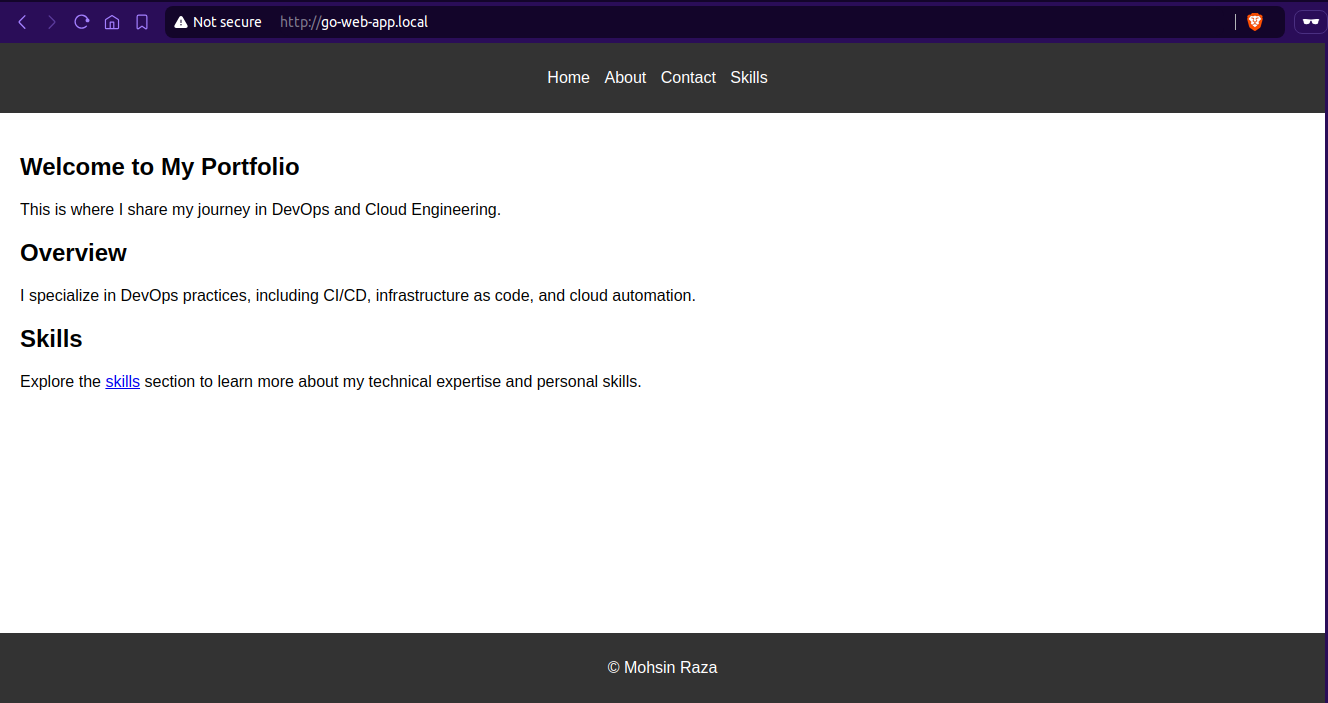 Not secure http://go-web-app.local
Home About Contact Skills
Welcome to My Portfolio
This is where I share my journey in DevOps and Cloud Engineering.
Overview
I specialize in DevOps practices, including CI/CD, infrastructure as code, and cloud automation.
Skills
Explore the skills section to learn more about my technical expertise and personal skills.
© Mohsin Raza